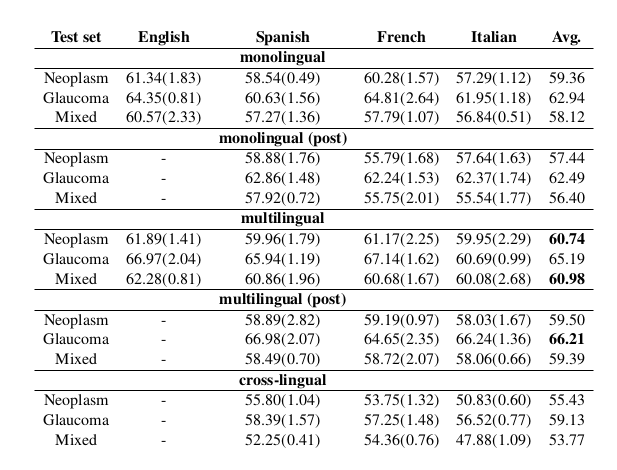 Test set English Spanish French Italian Avg.
monolingual
Neoplasm 61.34(1.83) 58.54(0.49) 60.28(1.57) 57.29(1.12) 59.36
Glaucoma 64.35(0.81) 60.63(1.56) 64.81(2.64) 61.95(1.18) 62.94
Mixed 60.57(2.33) 57.27(1.36) 57.79(1.07) 56.84(0.51) 58.12
monolingual (post)
Neoplasm - 58.88(1.76) 55.79(1.68) 57.64(1.63) 57.44
Glaucoma - 62.86(1.48) 62.24(1.53) 62.37(1.74) 62.49
Mixed - 57.92(0.72) 55.75(2.01) 55.54(1.77) 56.40
multilingual
Neoplasm 61.89(1.41) 59.96(1.79) 61.17(2.25) 59.95(2.29) 60.74
Glaucoma 66.97(2.04) 65.94(1.19) 67.14(1.62) 60.69(0.99) 65.19
Mixed 62.28(0.81) 60.86(1.96) 60.68(1.67) 60.08(2.68) 60.98
multilingual (post)
Neoplasm - 58.89(2.82) 59.19(0.97) 58.03(1.67) 59.50
Glaucoma - 66.98(2.07) 64.65(2.35) 66.24(1.36) 66.21
Mixed - 58.49(0.70) 58.72(2.07) 58.06(0.66) 59.39
cross-lingual
Neoplasm - 55.80(1.04) 53.75(1.32) 50.83(0.60) 55.43
Glaucoma - 58.39(1.57) 57.25(1.48) 56.52(0.77) 59.13
Mixed - 52.25(0.41) 54.36(0.76) 47.88(1.09) 53.77